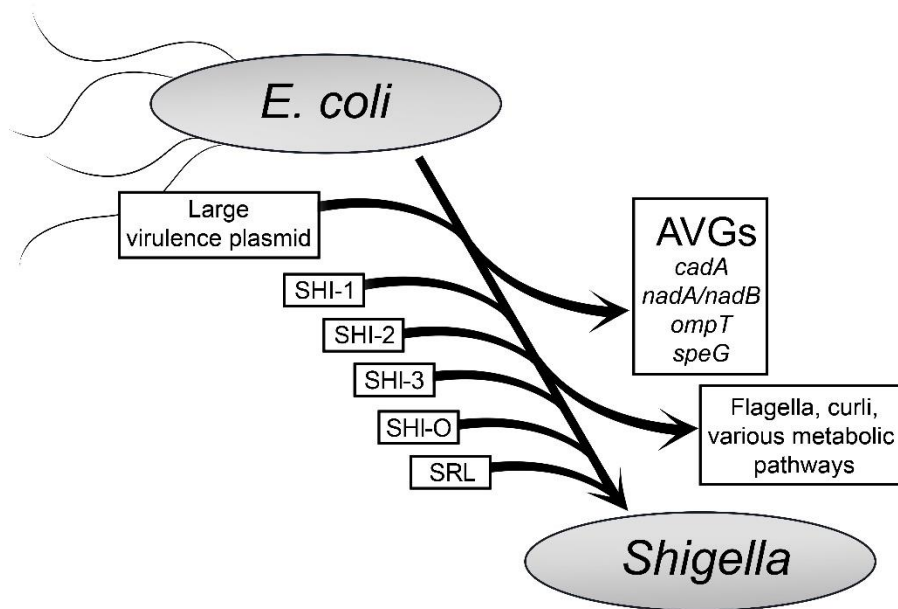 E. coli
Large
virulence plasmid
SHI-1
SHI-2
SHI-3
SHI-O
SRL
AVGs
cadA
nadA/nadB
ompT
speG
Flagella, curli,
various metabolic
pathways
Shigella